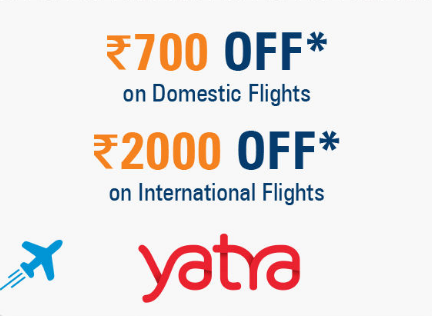 ₹700 OFF*
on Domestic Flights
₹2000 OFF*
on International Flights
yatra